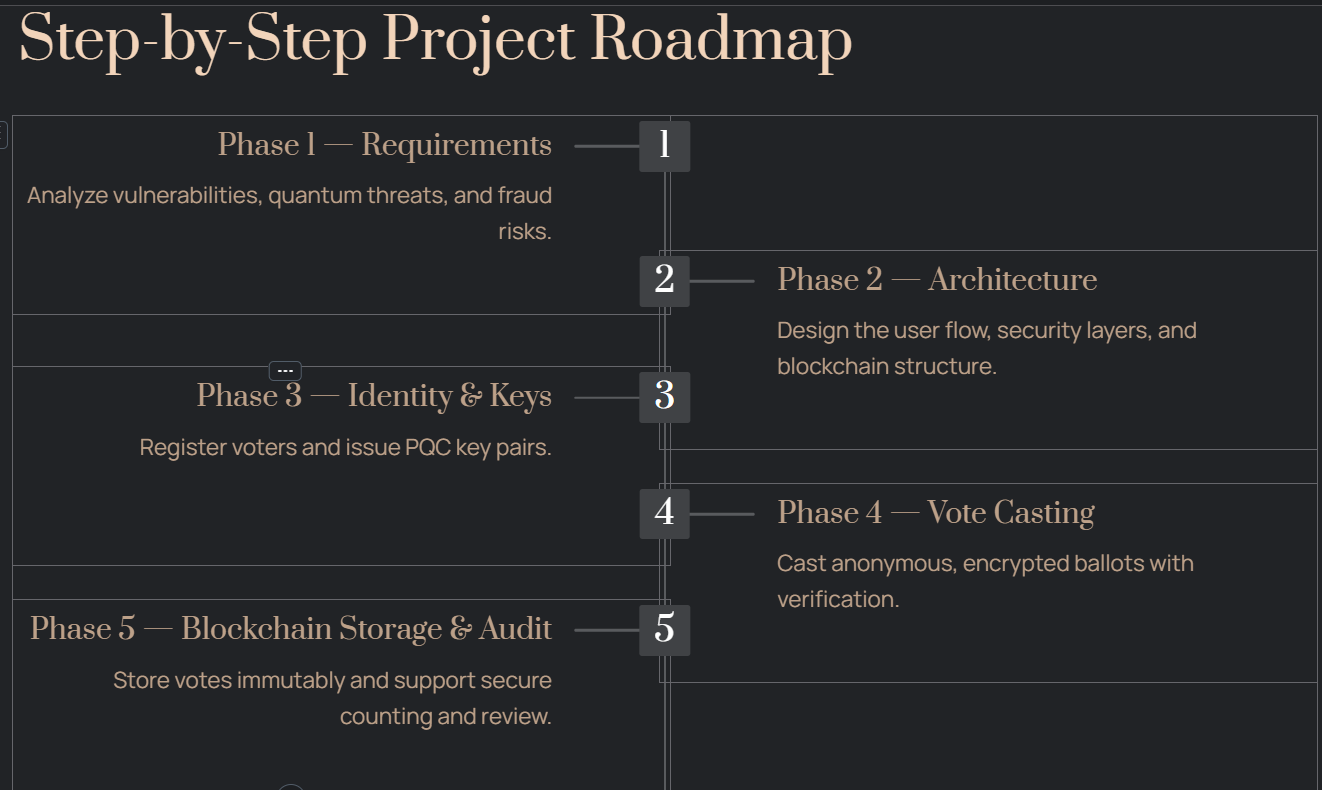 Step-by-Step Project Roadmap
Phase 1 — Requirements
1
Analyze vulnerabilities, quantum threats, and fraud
risks.
2
Phase 2 — Architecture
Design the user flow, security layers, and
blockchain structure.
Phase 3 — Identity & Keys
3
Register voters and issue PQC key pairs.
4
Phase 4 — Vote Casting
Cast anonymous, encrypted ballots with
verification.
Phase 5 — Blockchain Storage & Audit
5
Store votes immutably and support secure
counting and review.